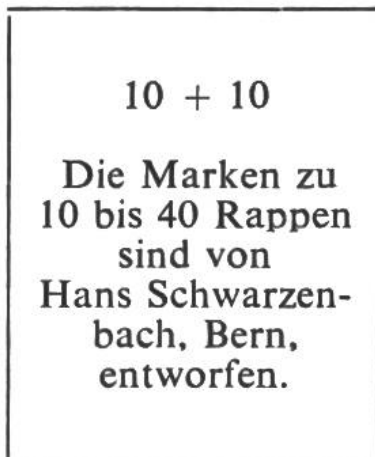 10 + 10
Die Marken zu
10 bis 40 Rappen
sind von
Hans Schwarzen-
bach, Bern,
entworfen.